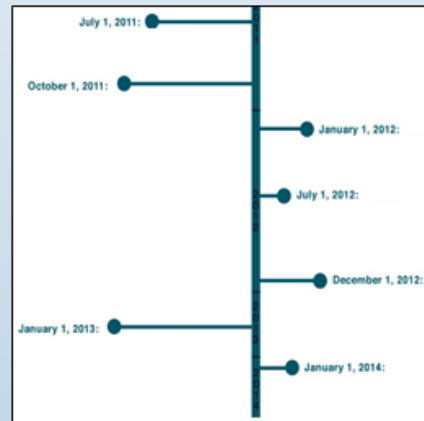 July 1, 2011:
October 1, 2011:
January 1, 2012:
July 1, 2012:
December 1, 2012:
January 1, 2013:
January 1, 2014: